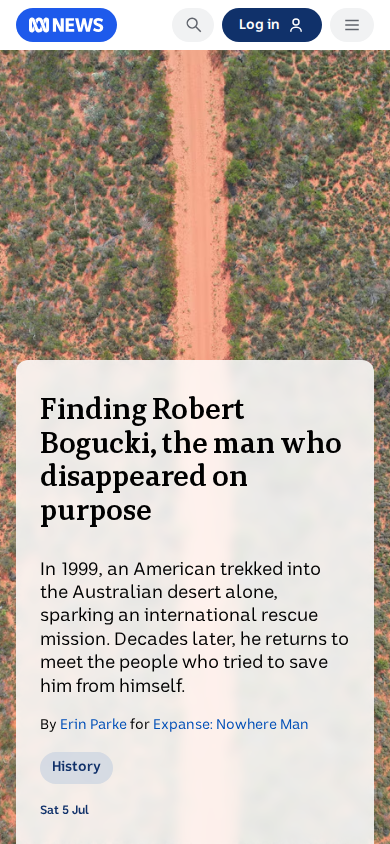 NEWS
Log in
Finding Robert
Bogucki, the man who
disappeared on
purpose
In 1999, an American trekked into
the Australian desert alone,
sparking an international rescue
mission. Decades later, he returns to
meet the people who tried to save
him from himself.
By Erin Parke for Expanse: Nowhere Man
History
Sat 5 Jul